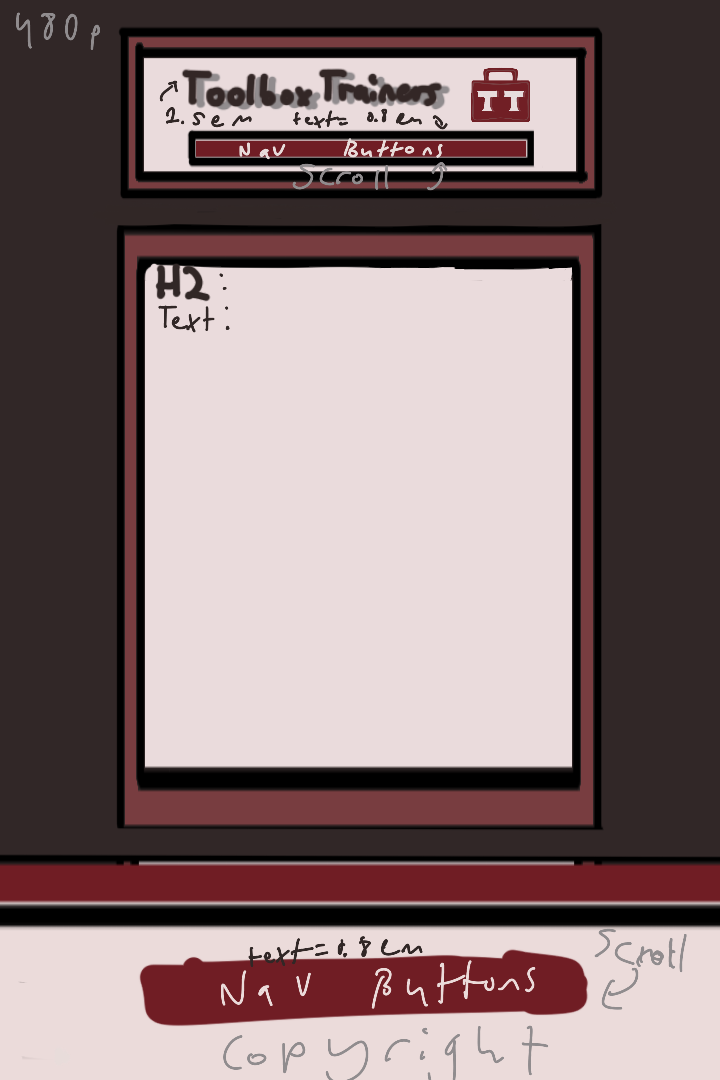 480p
Toolbox Trainers
TT
1.5em text= 0.8em
Nav Buttons
Scroll
H2:
Text:
text=1.8em
Scroll
Nav Buttons
copyright